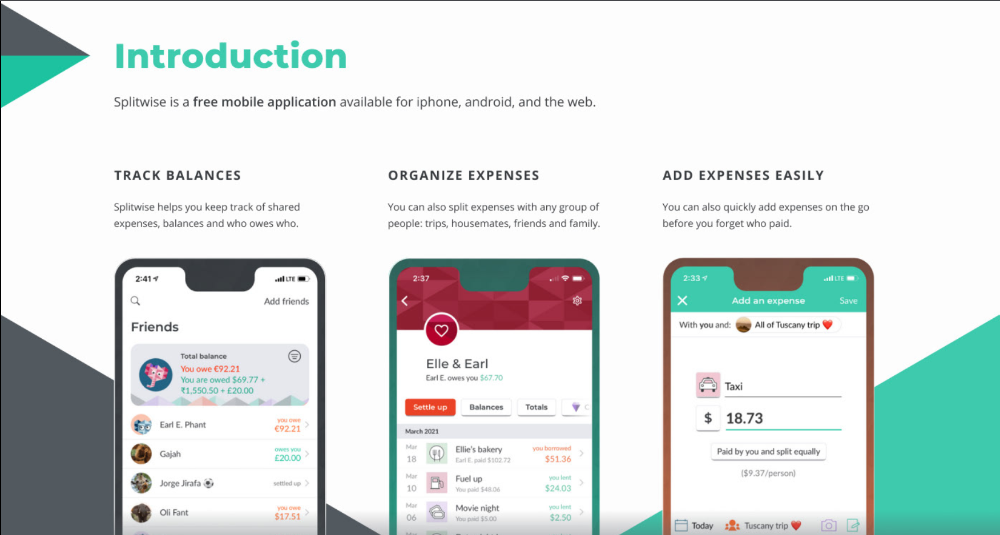 Introduction
Splitwise is a free mobile application available for iphone, android, and the web.
TRACK BALANCES
Splitwise helps you keep track of shared
expenses, balances and who owes who.
2:41
LTE
Add friends
Friends
Total balance
You owe €92.21
You are owed $69.77 +
₹1,550.50 + £20.00
Earl E. Phant
you owe
€92.21
Gajah
owes you
£20.00
Jorge Jirafa
settled up
Oli Fant
you owe
$17.51
ORGANIZE EXPENSES
You can also split expenses with any group of
people: trips, housemates, friends and family.
2:37
Elle & Earl
Earl E. owes you $67.70
Settle up
Balances
Totals
C
March 2021
Mar
18
Ellie's bakery
Earl E. paid $102.72
you borrowed
$51.36
Mar
10
Fuel up
You paid $48.06
you lent
$24.03
Mar
06
Movie night
You paid $5.00
you lent
$2.50
ADD EXPENSES EASILY
You can also quickly add expenses on the go
before you forget who paid.
2:33
LTE
Add an expense
Save
With you and:
All of Tuscany trip ❤️
Taxi
$
18.73
Paid by you and split equally
($9.37/person)
Today
Tuscany trip ❤️